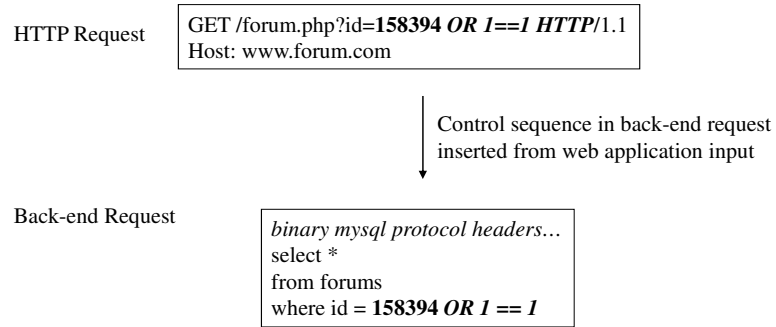 HTTP Request
GET /forum.php?id=158394 OR 1==1 HTTP/1.1
Host: www.forum.com
Control sequence in back-end request
inserted from web application input
Back-end Request
binary mysql protocol headers…
select *
from forums
where id = 158394 OR 1 == 1